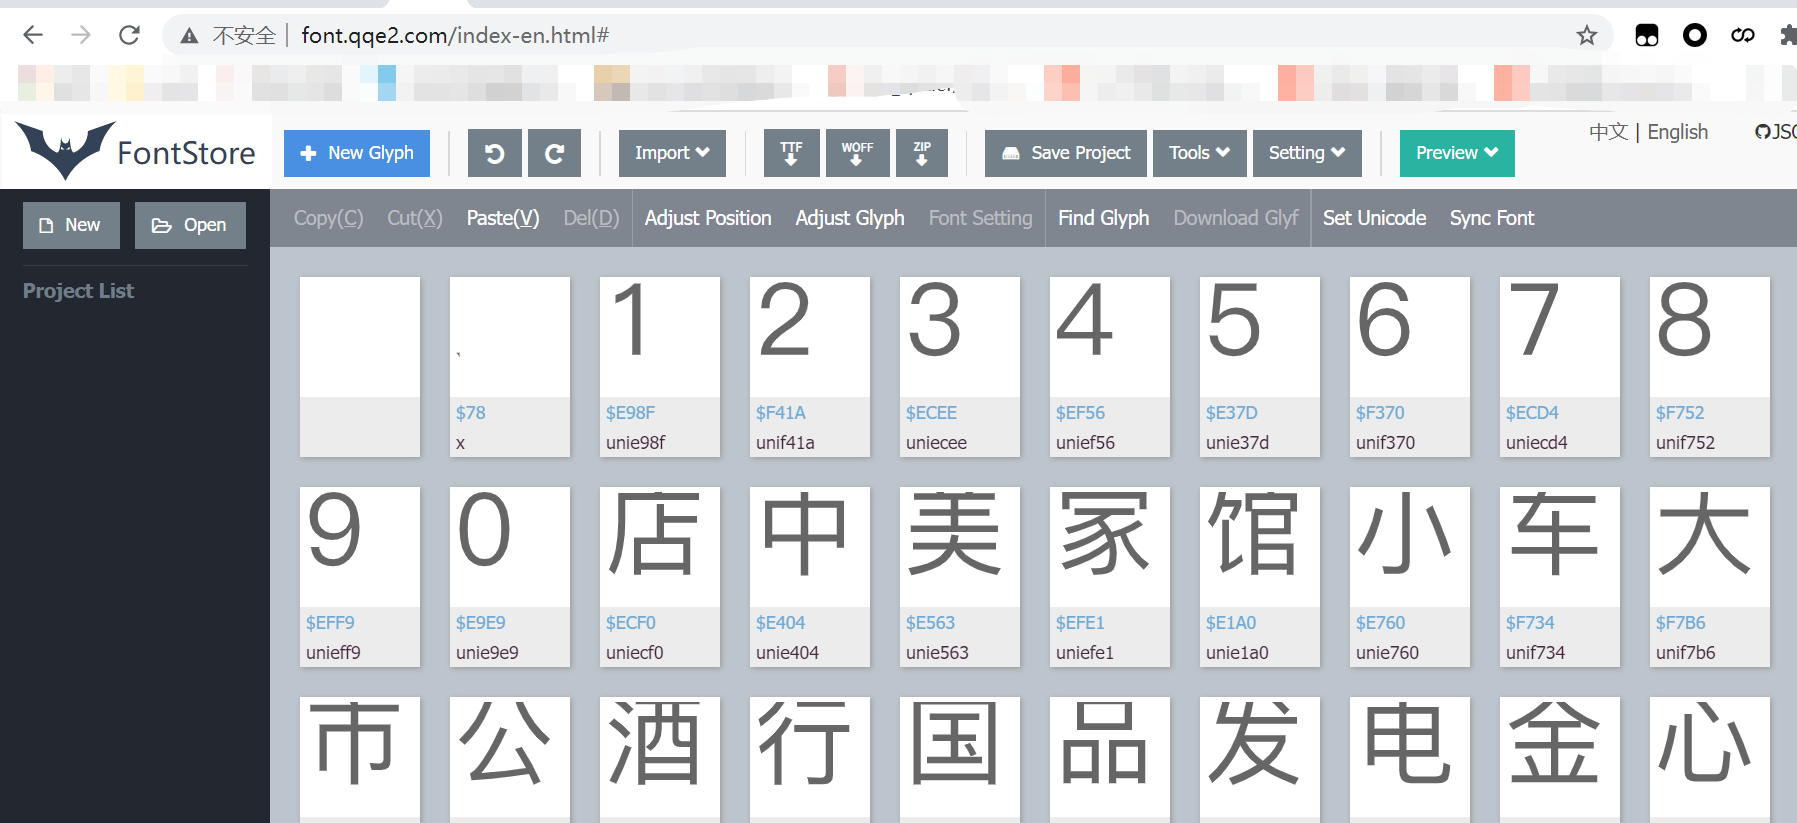 不安全 | font.qqe2.com/index-en.html#
FontStore
New Glyph
Import
TTF
WOFF
ZIP
Save Project
Tools
Setting
Preview
中文 | English
New
Open
Copy(C)
Cut(X)
Paste(V)
Del(D)
Adjust Position
Adjust Glyph
Font Setting
Find Glyph
Download Glyf
Set Unicode
Sync Font
Project List
1 2 3 4 5 6 7 8
$78 $E98F $F41A $ECEE $EF56 $E37D $F370 $ECD4 $F752
x unie98f unif41a uniecee unief56 unie37d unif370 uniecd4 unif752
9 0 店 中 美 家 馆 小 车 大
$EFF9 $E9E9 $ECF0 $E404 $E563 $EFE1 $E1A0 $E760 $F734 $F7B6
unieff9 unie9e9 uniecf0 unie404 unie563 uniefe1 unie1a0 unie760 unif734 unif7b6
市 公 酒 行 国 品 发 电 金 心